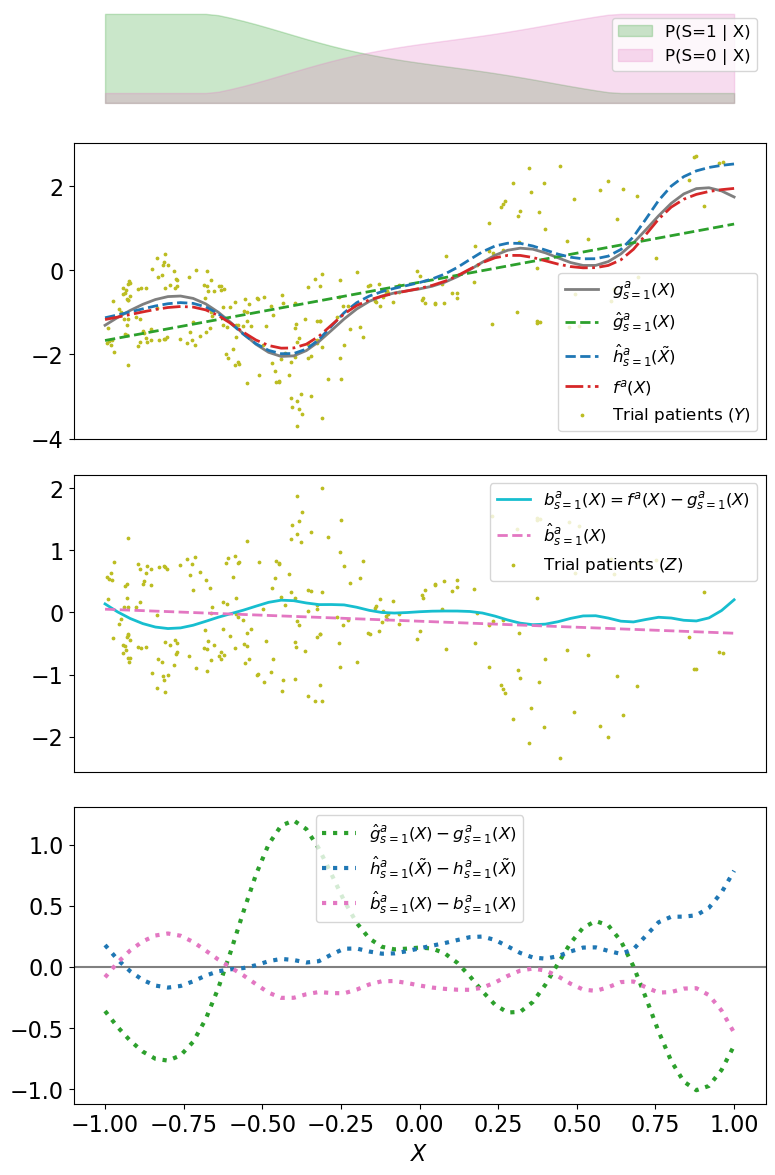 P(S=1 | X)
P(S=0 | X)
2
0
−2
−4
g^a_{s=1}(X)
ĝ^a_{s=1}(X)
ĥ^a_{s=1}(X̃)
f^a(X)
Trial patients (Y)
2
1
0
−1
−2
b^a_{s=1}(X) = f^a(X) − g^a_{s=1}(X)
b̂^a_{s=1}(X)
Trial patients (Z)
1.0
0.5
0.0
−0.5
−1.0
ĝ^a_{s=1}(X) − g^a_{s=1}(X)
ĥ^a_{s=1}(X̃) − h^a_{s=1}(X̃)
b̂^a_{s=1}(X) − b^a_{s=1}(X)
−1.00 −0.75 −0.50 −0.25 0.00 0.25 0.50 0.75 1.00
X